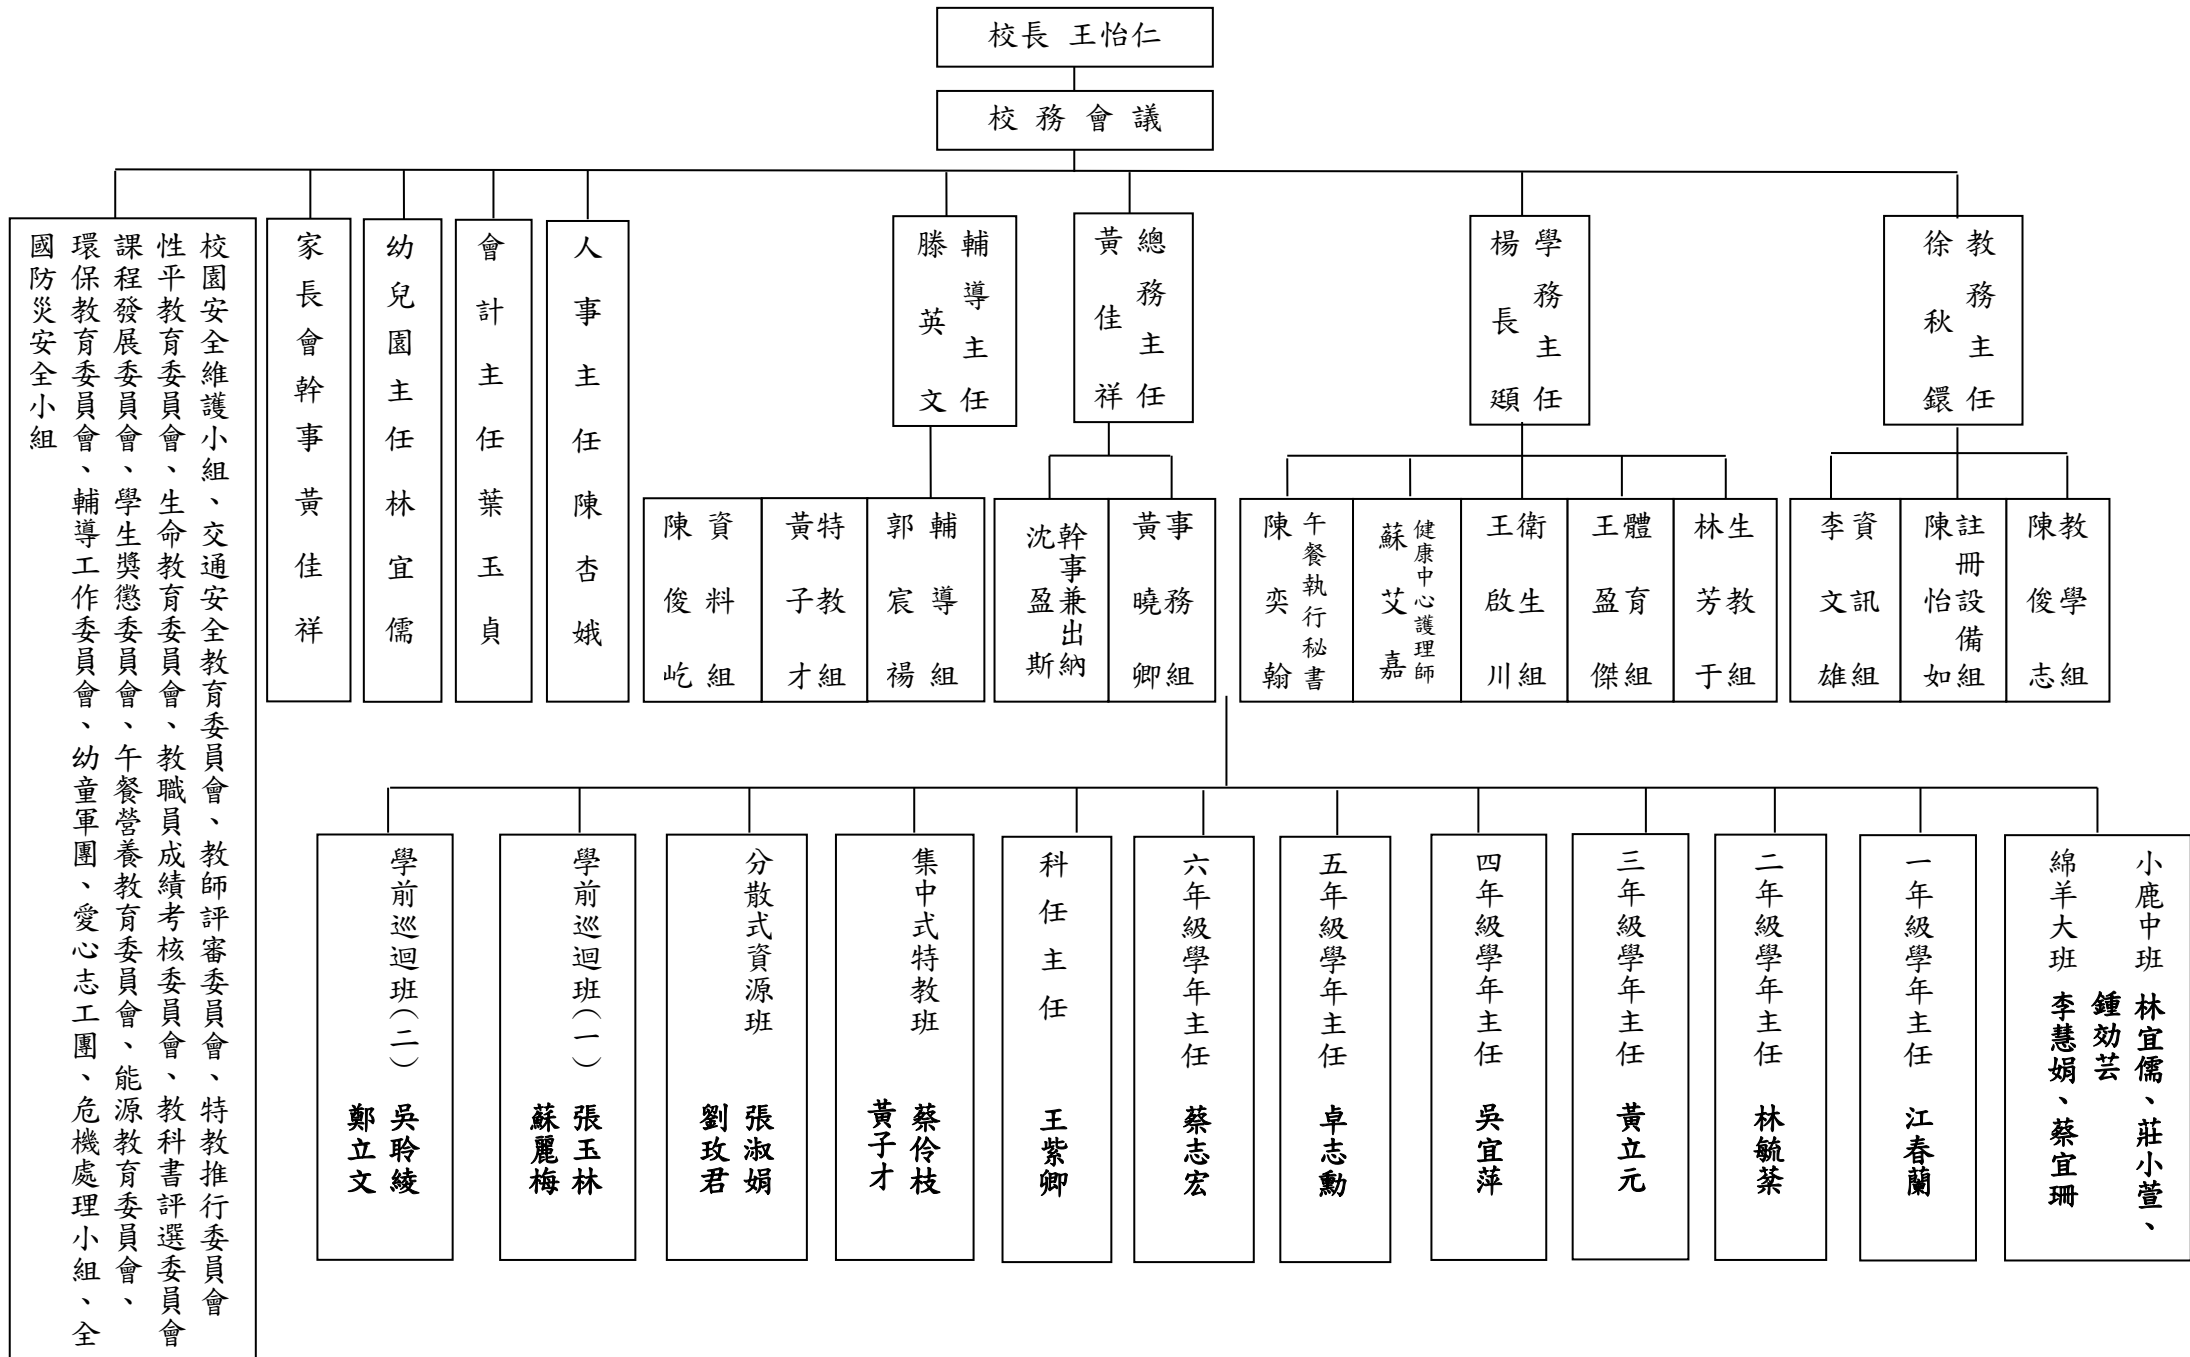 校長 王怡仁
校務會議
教務主任
徐秋鐶
學務主任
楊長頲
總務主任
黃佳祥
輔導主任
滕英文
人事主任陳杏娥
會計主任葉玉貞
幼兒園主任林宜儒
家長會幹事黃佳祥
校園安全維護小組、交通安全教育委員會、教師評審委員會、特教推行委員會
性平教育委員會、生命教育委員會、教職員成績考核委員會、教科書評選委員會
課程發展委員會、學生獎懲委員會、午餐營養教育委員會、能源教育委員會、
環保教育委員會、輔導工作委員會、幼童軍團、愛心志工團、危機處理小組、全
國防災安全小組
教學組
陳俊志
註冊設備組
陳怡如
資訊組
李文雄
生教組
林芳于
體育組
王盈傑
衛生組
王啟川
健康中心護理師
蘇艾嘉
午餐執行秘書
陳奕翰
事務組
黃曉卿
幹事兼出納
沈盈斯
輔導組
郭宸禓
特教組
黃子才
資料組
陳俊屹
小鹿中班 林宜儒、莊小萱、
鍾効芸
綿羊大班 李慧娟、蔡宜珊
一年級學年主任 江春蘭
二年級學年主任 林毓棻
三年級學年主任 黃立元
四年級學年主任 吳宜萍
五年級學年主任 卓志勳
六年級學年主任 蔡志宏
科任主任 王紫卿
集中式特教班 蔡伶枝
黃子才
分散式資源班 張淑娟
劉玫君
學前巡迴班(一) 張玉林
蘇麗梅
學前巡迴班(二) 吳聆綾
鄭立文